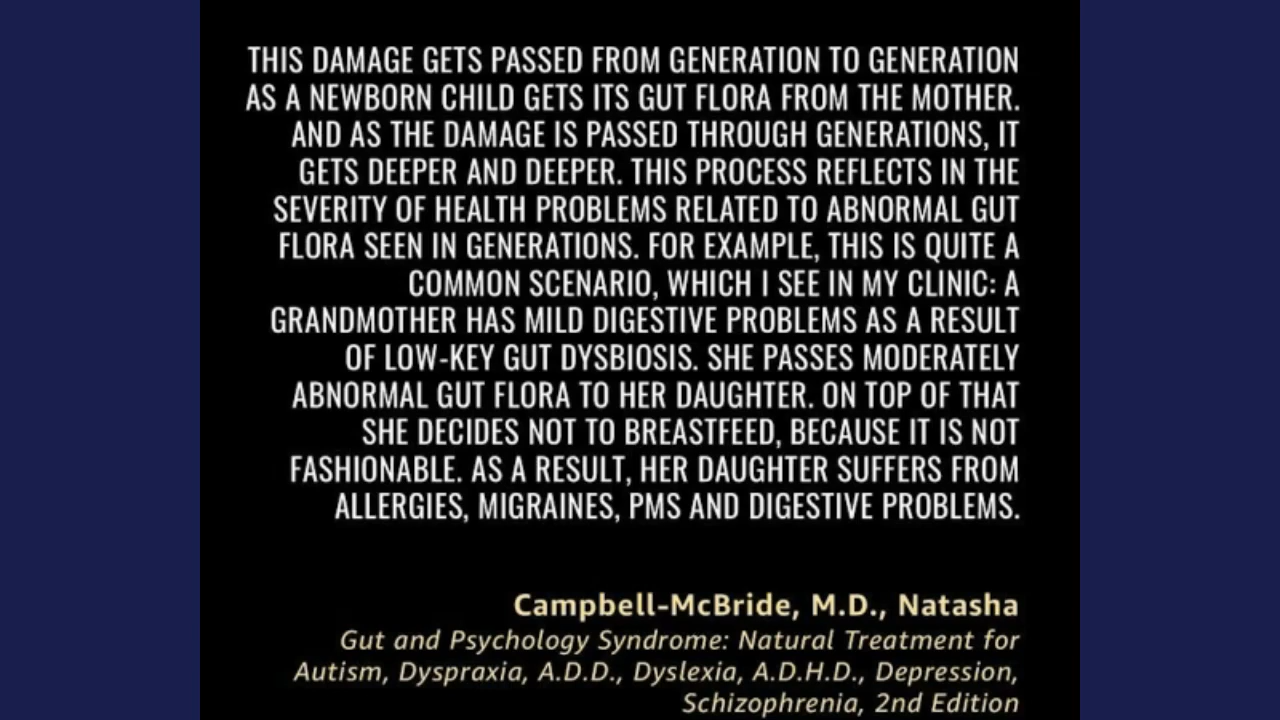 THIS DAMAGE GETS PASSED FROM GENERATION TO GENERATION
AS A NEWBORN CHILD GETS ITS GUT FLORA FROM THE MOTHER.
AND AS THE DAMAGE IS PASSED THROUGH GENERATIONS, IT
GETS DEEPER AND DEEPER. THIS PROCESS REFLECTS IN THE
SEVERITY OF HEALTH PROBLEMS RELATED TO ABNORMAL GUT
FLORA SEEN IN GENERATIONS. FOR EXAMPLE, THIS IS QUITE A
COMMON SCENARIO, WHICH I SEE IN MY CLINIC: A
GRANDMOTHER HAS MILD DIGESTIVE PROBLEMS AS A RESULT
OF LOW-KEY GUT DYSBIOSIS. SHE PASSES MODERATELY
ABNORMAL GUT FLORA TO HER DAUGHTER. ON TOP OF THAT
SHE DECIDES NOT TO BREASTFEED, BECAUSE IT IS NOT
FASHIONABLE. AS A RESULT, HER DAUGHTER SUFFERS FROM
ALLERGIES, MIGRAINES, PMS AND DIGESTIVE PROBLEMS.
Campbell-McBride, M.D., Natasha
Gut and Psychology Syndrome: Natural Treatment for
Autism, Dyspraxia, A.D.D., Dyslexia, A.D.H.D., Depression,
Schizophrenia, 2nd Edition